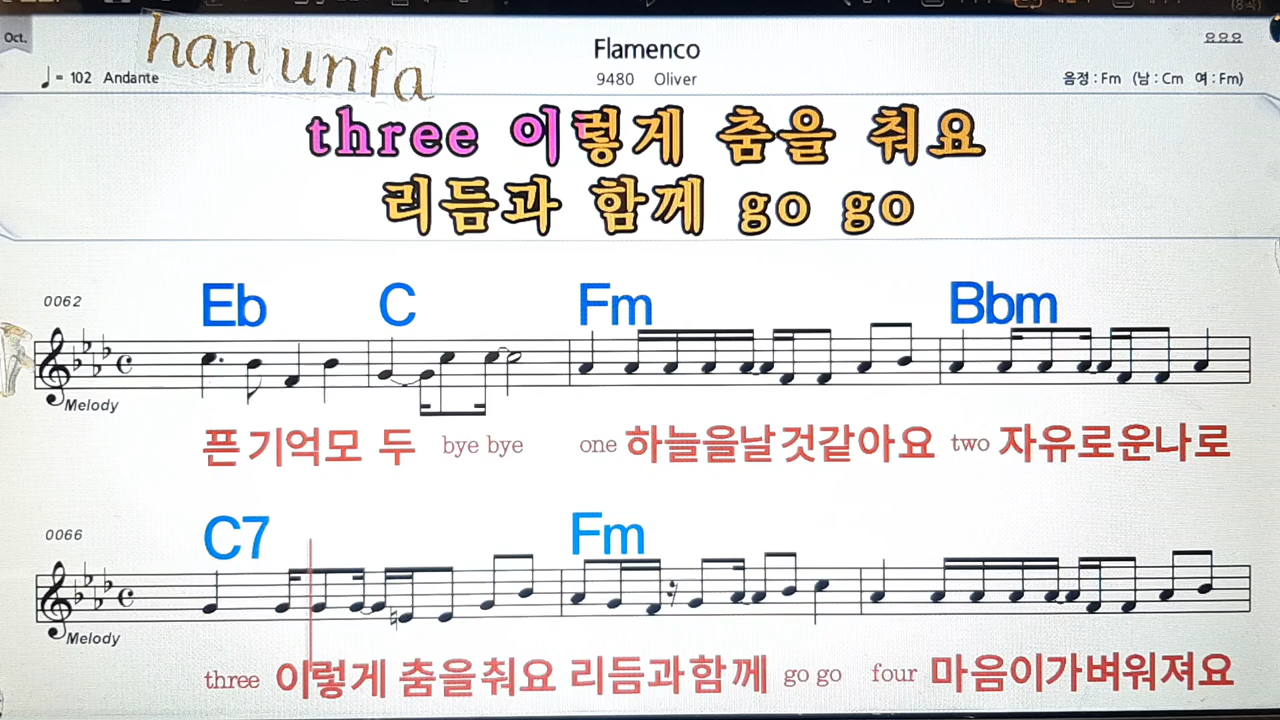 Oct.
han unfa
Flamenco
요요요
♩= 102 Andante
9480 Oliver
음정 : Fm (남 : Cm 여 : Fm)
three 이렇게 춤을 춰요
리듬과 함께 go go
0062
Eb C Fm Bbm
Melody
픈기억모 두 bye bye one 하늘을날것같아요 two 자유로운나로
0066
C7 Fm
Melody
three 이렇게 춤을춰요 리듬과함께 go go four 마음이가벼워져요